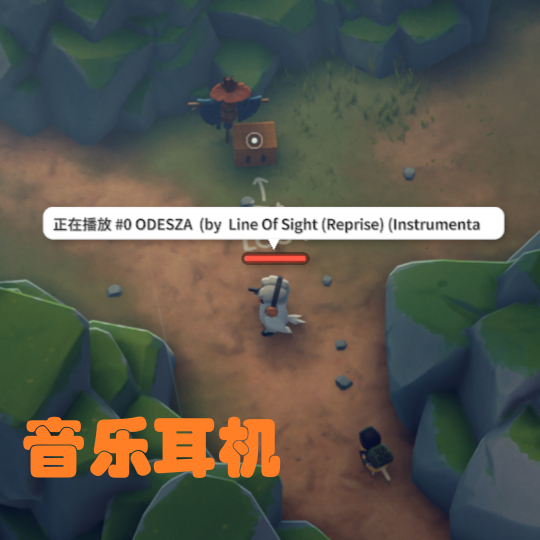 正在播放 #0 ODESZA  (by  Line Of Sight (Reprise) (Instrumenta
音乐耳机